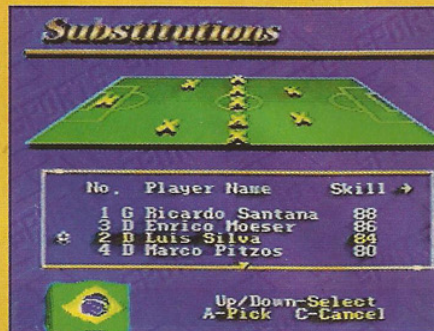 Substitutions
No. Player Name Skill →
1 G Ricardo Santana 88
3 D Enrico Moeser 86
2 D Luis Silva 84
4 D Marco Pitzos 80
Up/Down-Select
A-Pick C-Cancel